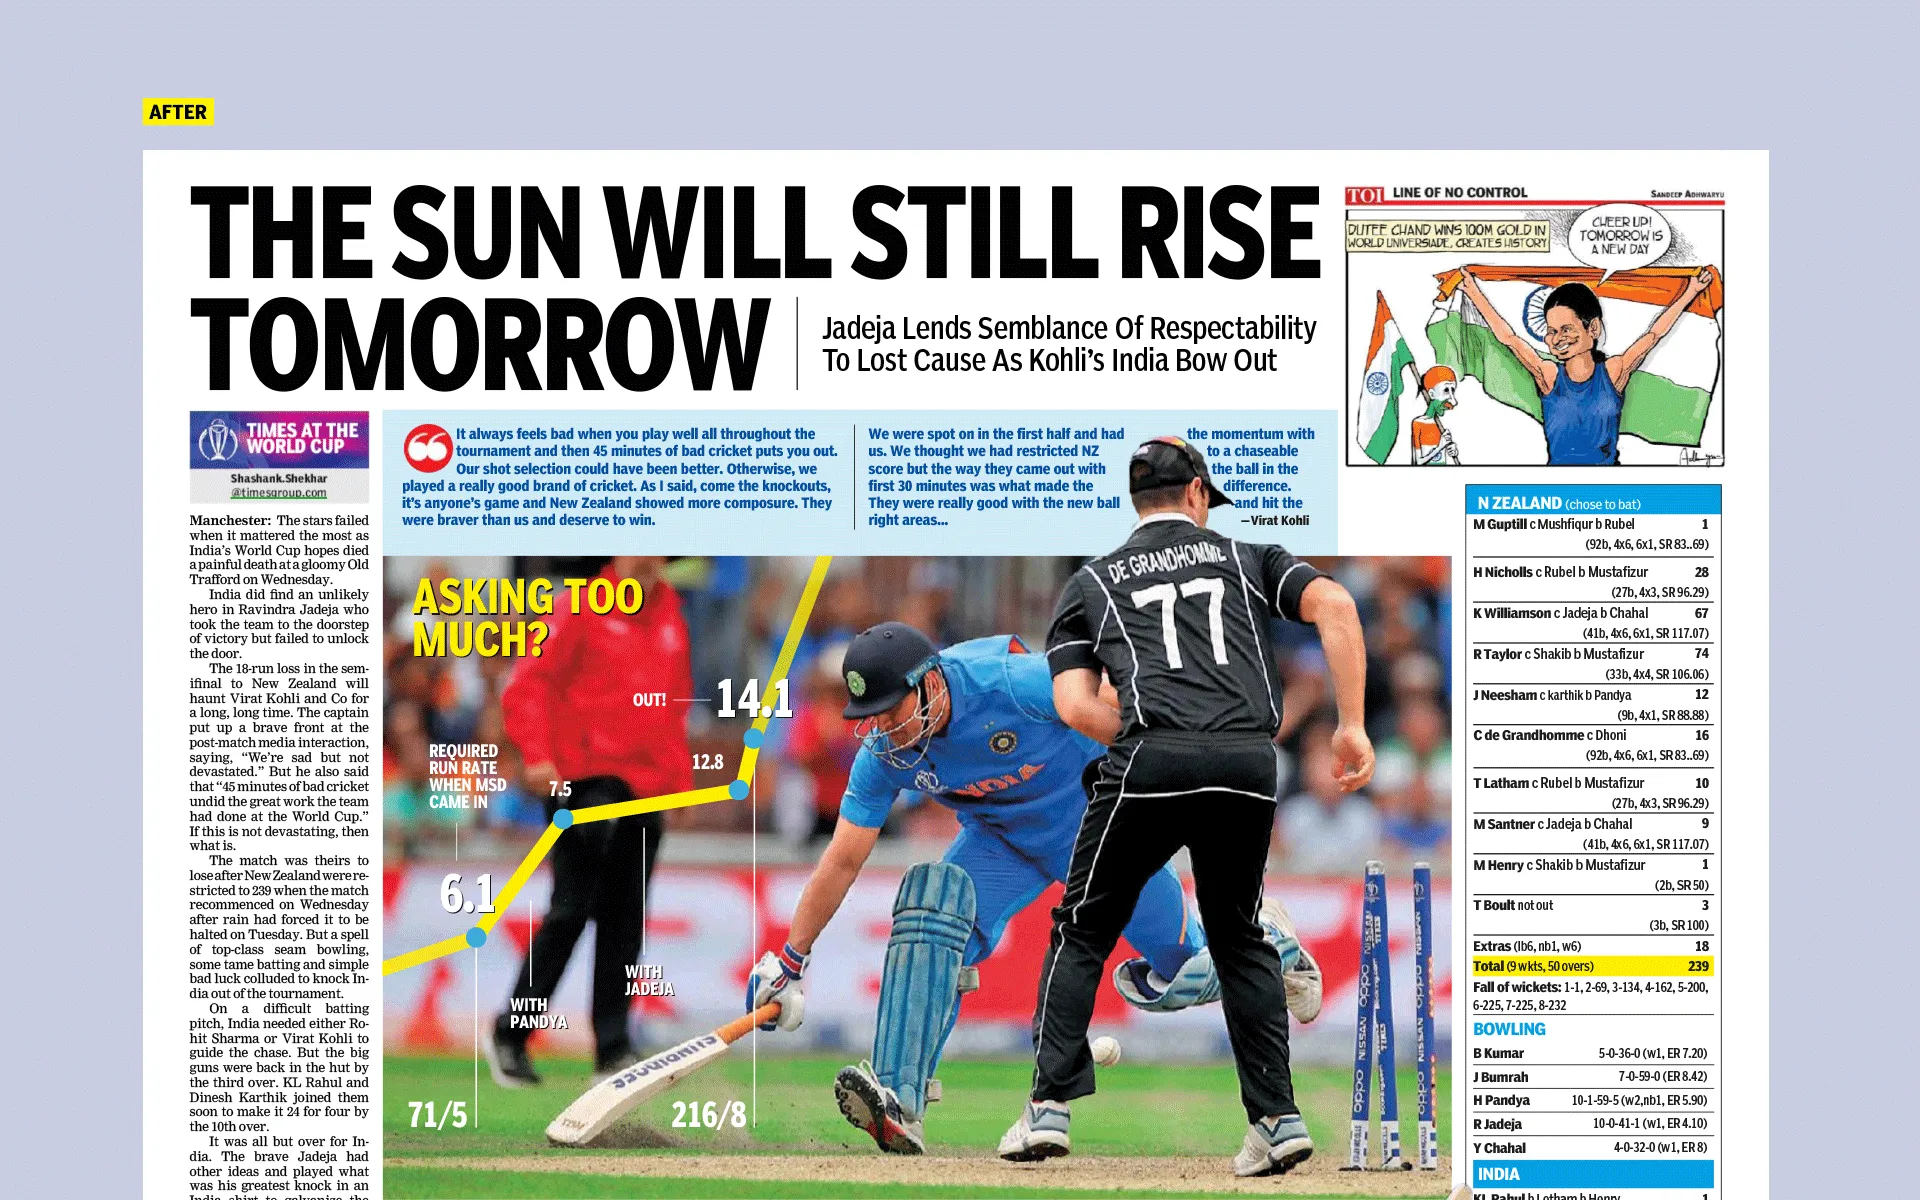 AFTER
THE SUN WILL STILL RISE
TOMORROW
Jadeja Lends Semblance Of Respectability
To Lost Cause As Kohli's India Bow Out
TOI LINE OF NO CONTROL
SANDEEP ADHWARYU
DUTEE CHAND WINS 100M GOLD IN
WORLD UNIVERSIADE, CREATES HISTORY
CHEER UP!
TOMORROW IS
A NEW DAY
TIMES AT THE
WORLD CUP
Shashank.Shekhar
@timesgroup.com
Manchester: The stars failed
when it mattered the most as
India's World Cup hopes died
a painful death at a gloomy Old
Trafford on Wednesday.
India did find an unlikely
hero in Ravindra Jadeja who
took the team to the doorstep
of victory but failed to unlock
the door.
The 18-run loss in the sem-
ifinal to New Zealand will
haunt Virat Kohli and Co for
a long, long time. The captain
put up a brave front at the
post-match media interaction,
saying, "We're sad but not
devastated." But he also said
that "45 minutes of bad cricket
undid the great work the team
had done at the World Cup."
If this is not devastating, then
what is.
The match was theirs to
lose after New Zealand were re-
stricted to 239 when the match
recommenced on Wednesday
after rain had forced it to be
halted on Tuesday. But a spell
of top-class seam bowling,
some tame batting and simple
bad luck colluded to knock In-
dia out of the tournament.
On a difficult batting
pitch, India needed either Ro-
hit Sharma or Virat Kohli to
guide the chase. But the big
guns were back in the hut by
the third over. KL Rahul and
Dinesh Karthik joined them
soon to make it 24 for four by
the 10th over.
It was all but over for In-
dia. The brave Jadeja had
other ideas and played what
was his greatest knock in an
India shirt to galvanize the
It always feels bad when you play well all throughout the
tournament and then 45 minutes of bad cricket puts you out.
Our shot selection could have been better. Otherwise, we
played a really good brand of cricket. As I said, come the knockouts,
it's anyone's game and New Zealand showed more composure. They
were braver than us and deserve to win.
We were spot on in the first half and had the momentum with
us. We thought we had restricted NZ to a chaseable
score but the way they came out with the ball in the
first 30 minutes was what made the difference.
They were really good with the new ball and hit the
right areas...
—Virat Kohli
ASKING TOO
MUCH?
REQUIRED
RUN RATE
WHEN MSD
CAME IN
6.1
7.5
12.8
OUT!
14.1
WITH
PANDYA
WITH
JADEJA
71/5
216/8
DE GRANDHOMME
77
INDIA
N ZEALAND (chose to bat)
M Guptill c Mushfiqur b Rubel 1
(92b, 4x6, 6x1, SR 83..69)
H Nicholls c Rubel b Mustafizur 28
(27b, 4x3, SR 96.29)
K Williamson c Jadeja b Chahal 67
(41b, 4x6, 6x1, SR 117.07)
R Taylor c Shakib b Mustafizur 74
(33b, 4x4, SR 106.06)
J Neesham c karthik b Pandya 12
(9b, 4x1, SR 88.88)
C de Grandhomme c Dhoni 16
(92b, 4x6, 6x1, SR 83..69)
T Latham c Rubel b Mustafizur 10
(27b, 4x3, SR 96.29)
M Santner c Jadeja b Chahal 9
(41b, 4x6, 6x1, SR 117.07)
M Henry c Shakib b Mustafizur 1
(2b, SR 50)
T Boult not out 3
(3b, SR 100)
Extras (lb6, nb1, w6) 18
Total (9 wkts, 50 overs) 239
Fall of wickets: 1-1, 2-69, 3-134, 4-162, 5-200,
6-225, 7-225, 8-232
BOWLING
B Kumar 5-0-36-0 (w1, ER 7.20)
J Bumrah 7-0-59-0 (ER 8.42)
H Pandya 10-1-59-5 (w2,nb1, ER 5.90)
R Jadeja 10-0-41-1 (w1, ER 4.10)
Y Chahal 4-0-32-0 (w1, ER 8)
INDIA
KL Rahul b Lotham b Henry 1
NISSAN oppo
NISSAN oppo
NISSAN oppo